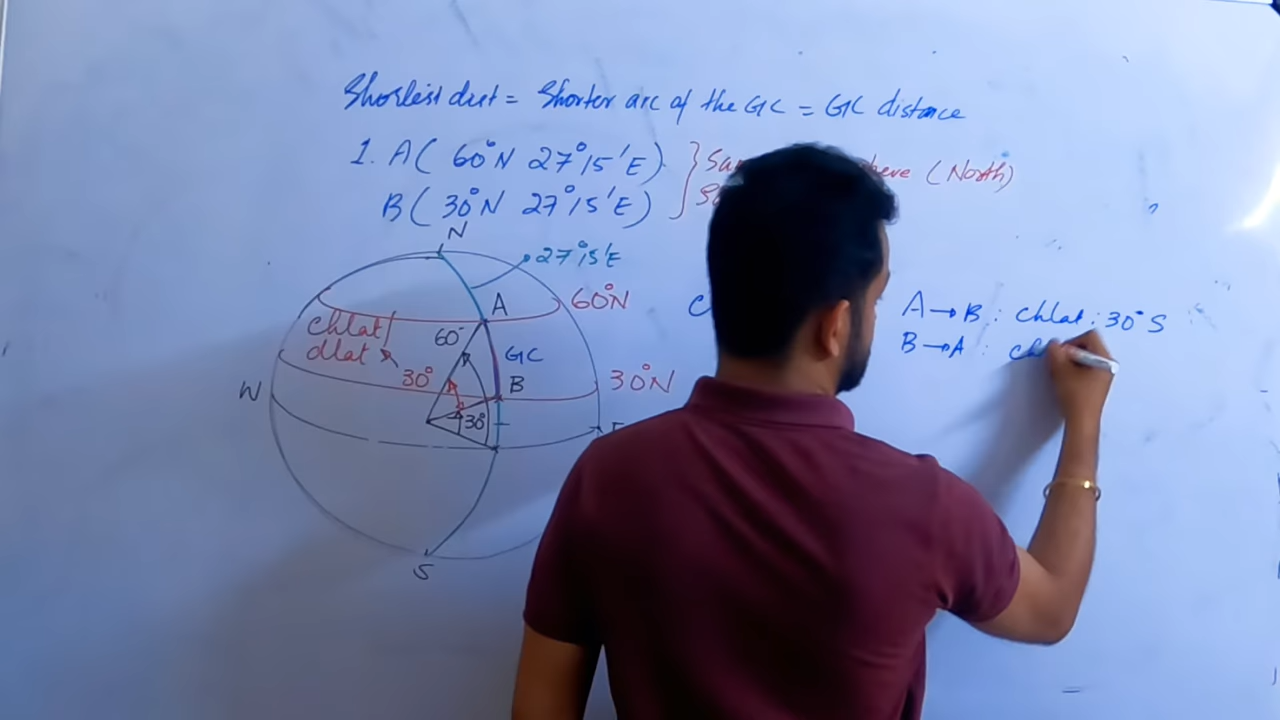 Shortest dist = Shorter arc of the GC = GC distance
1. A( 60°N 27°15'E)
B( 30°N 27°15'E)
(North)
N
27°15'E
A
60°N
chlat/
dlat
60°
GC
30°
B
30°N
W
30°
S
A→B : chlat : 30° S
B→A :